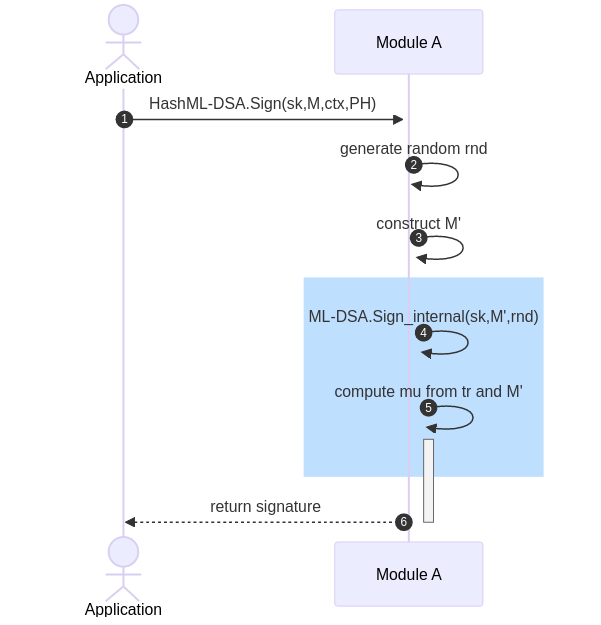 Application
Module A
HashML-DSA.Sign(sk,M,ctx,PH)
1
generate random rnd
2
construct M'
3
ML-DSA.Sign_internal(sk,M',rnd)
4
compute mu from tr and M'
5
return signature
6
Application
Module A